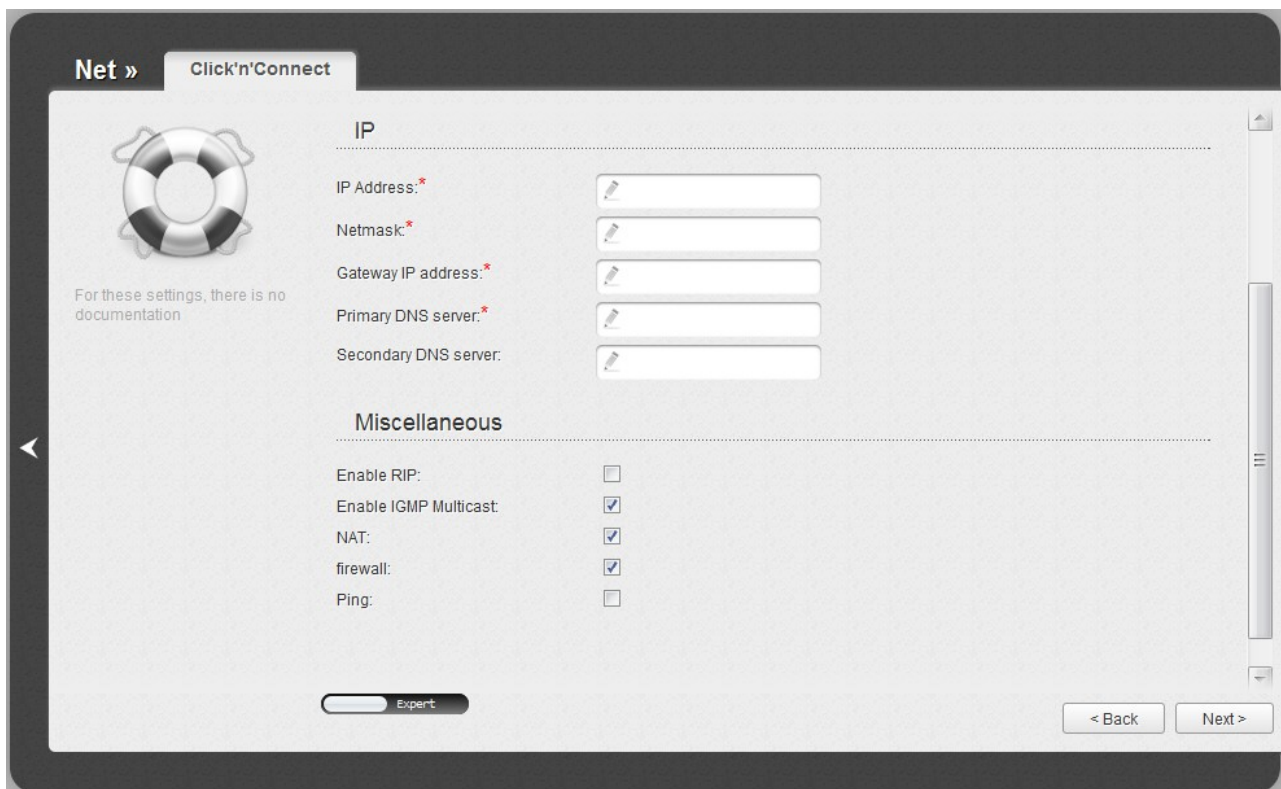 Net »
Click'n'Connect
For these settings, there is no
documentation
IP
IP Address:*
Netmask:*
Gateway IP address:*
Primary DNS server:*
Secondary DNS server:
Miscellaneous
Enable RIP:
Enable IGMP Multicast:
NAT:
firewall:
Ping:
Expert
< Back
Next >